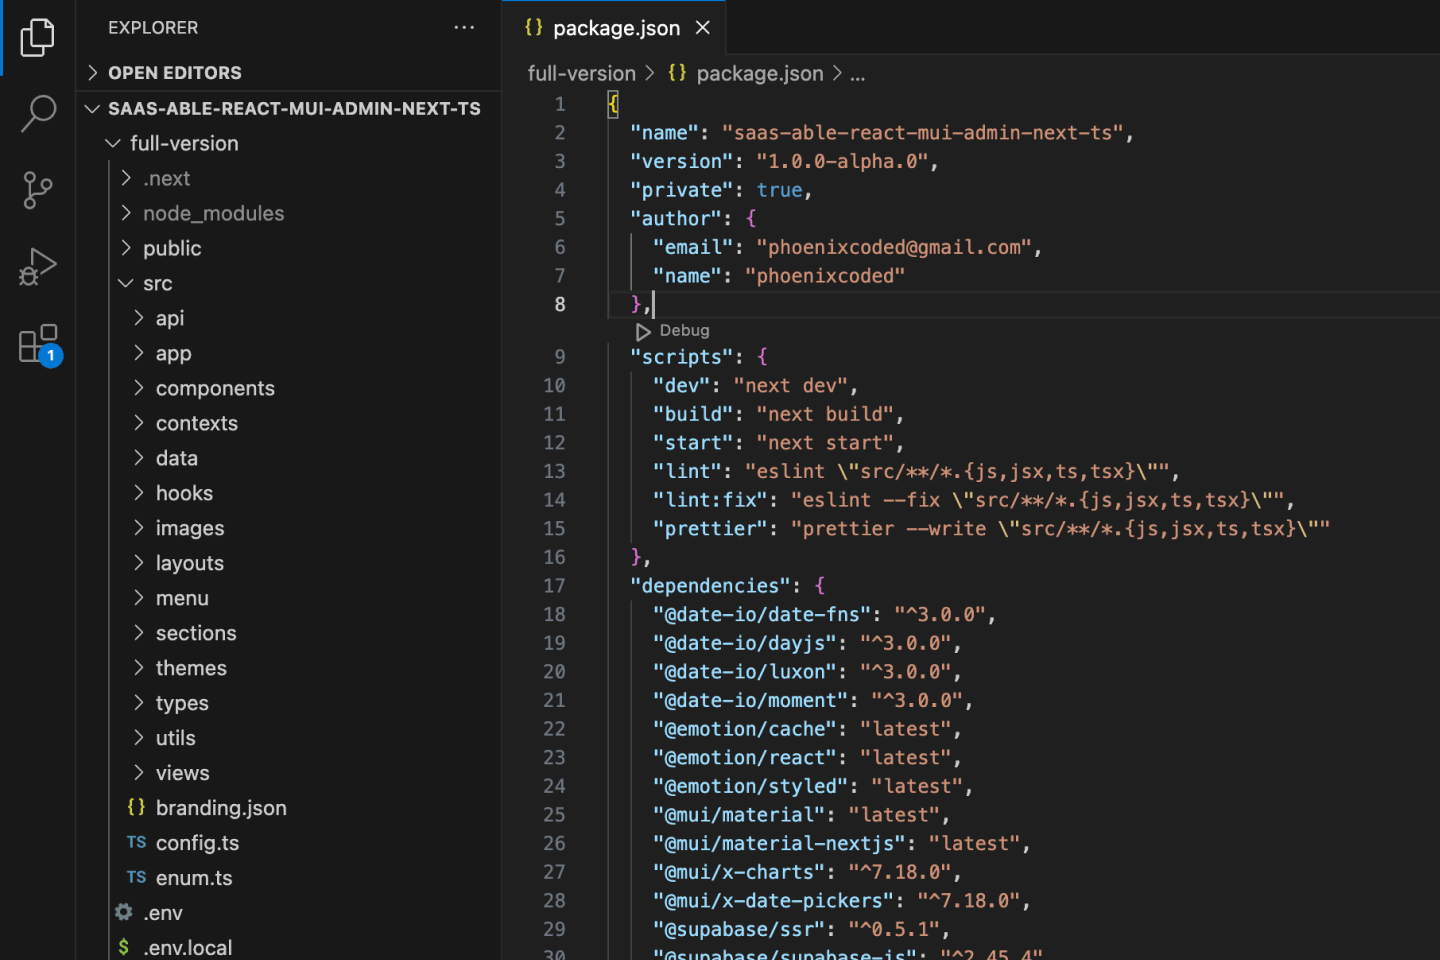 EXPLORER
OPEN EDITORS
SAAS-ABLE-REACT-MUI-ADMIN-NEXT-TS
full-version
.next
node_modules
public
src
api
app
components
contexts
data
hooks
images
layouts
menu
sections
themes
types
utils
views
{} branding.json
TS config.ts
TS enum.ts
.env
$ .env.local
1
{} package.json
full-version > {} package.json > ...
1 {
2 "name": "saas-able-react-mui-admin-next-ts",
3 "version": "1.0.0-alpha.0",
4 "private": true,
5 "author": {
6 "email": "phoenixcoded@gmail.com",
7 "name": "phoenixcoded"
8 },
Debug
9 "scripts": {
10 "dev": "next dev",
11 "build": "next build",
12 "start": "next start",
13 "lint": "eslint \"src/**/*.{js,jsx,ts,tsx}\"",
14 "lint:fix": "eslint --fix \"src/**/*.{js,jsx,ts,tsx}\"",
15 "prettier": "prettier --write \"src/**/*.{js,jsx,ts,tsx}\""
16 },
17 "dependencies": {
18 "@date-io/date-fns": "^3.0.0",
19 "@date-io/dayjs": "^3.0.0",
20 "@date-io/luxon": "^3.0.0",
21 "@date-io/moment": "^3.0.0",
22 "@emotion/cache": "latest",
23 "@emotion/react": "latest",
24 "@emotion/styled": "latest",
25 "@mui/material": "latest",
26 "@mui/material-nextjs": "latest",
27 "@mui/x-charts": "^7.18.0",
28 "@mui/x-date-pickers": "^7.18.0",
29 "@supabase/ssr": "^0.5.1",
30 "@supabase/supabase-js": "^2.45.4"